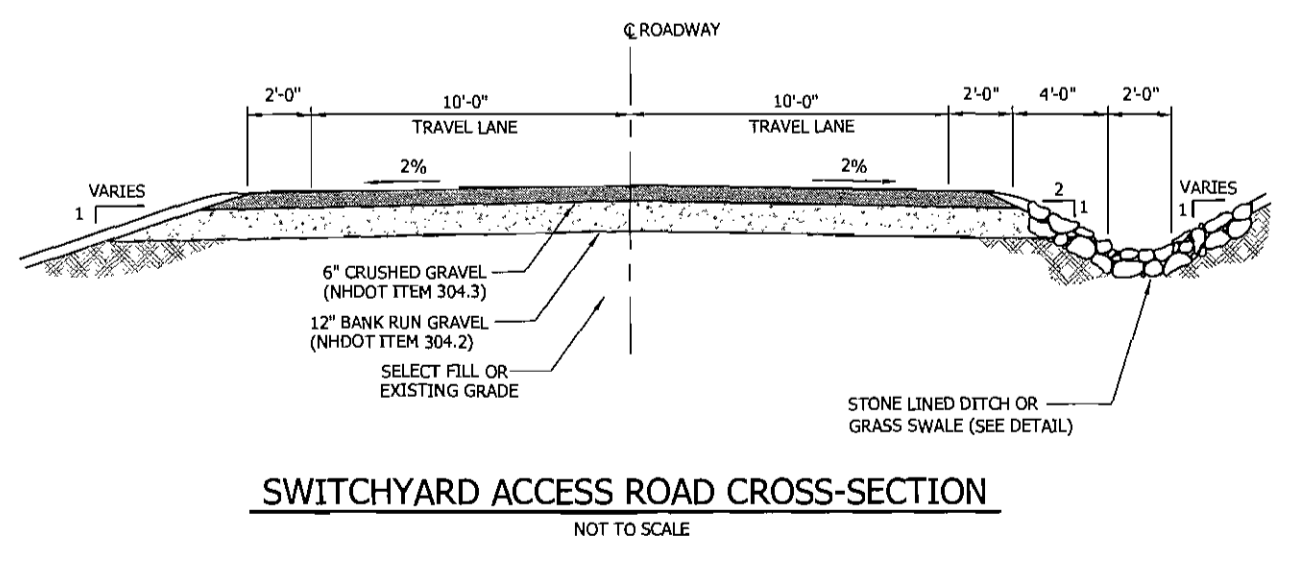 ℄ ROADWAY
2'-0" 10'-0" 10'-0" 2'-0" 4'-0" 2'-0"
TRAVEL LANE TRAVEL LANE
2% 2%
VARIES 2 VARIES
1 1 1
6" CRUSHED GRAVEL
(NHDOT ITEM 304.3)
12" BANK RUN GRAVEL
(NHDOT ITEM 304.2)
SELECT FILL OR
EXISTING GRADE
STONE LINED DITCH OR
GRASS SWALE (SEE DETAIL)
SWITCHYARD ACCESS ROAD CROSS-SECTION
NOT TO SCALE